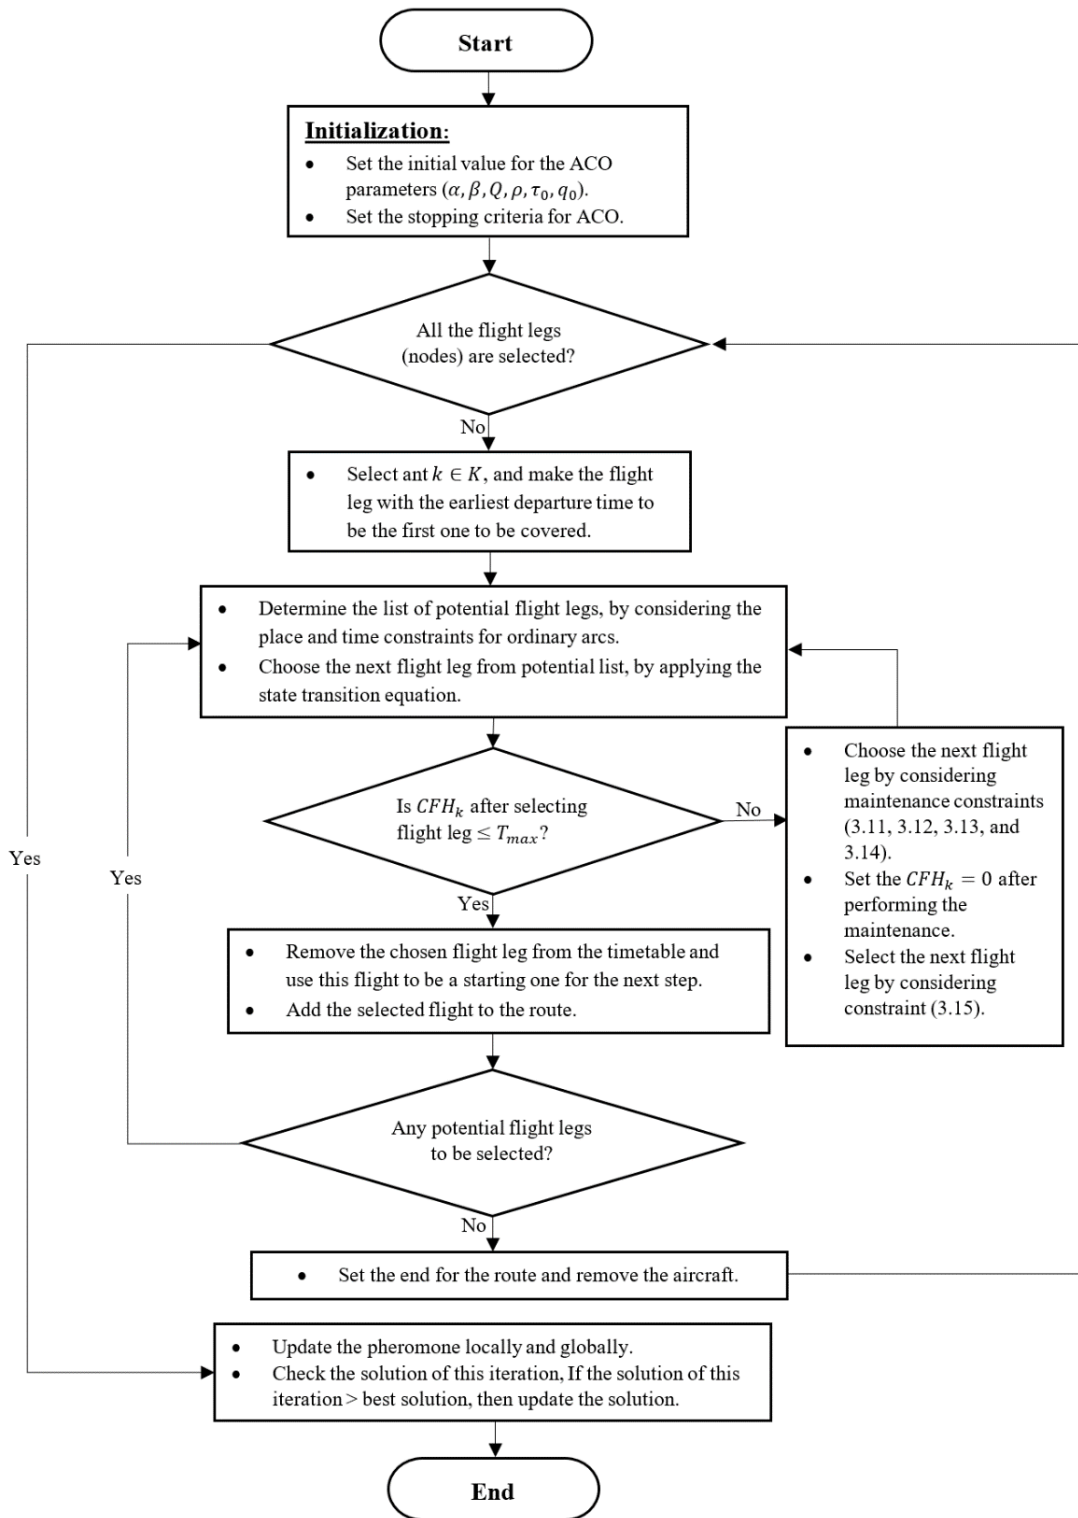 Start
Initialization:
• Set the initial value for the ACO
parameters (α, β, Q, ρ, τ₀, q₀).
• Set the stopping criteria for ACO.
All the flight legs
(nodes) are selected?
No
• Select ant k ∈ K, and make the flight
leg with the earliest departure time to
be the first one to be covered.
• Determine the list of potential flight legs, by considering the
place and time constraints for ordinary arcs.
• Choose the next flight leg from potential list, by applying the
state transition equation.
Is CFHₖ after selecting
flight leg ≤ Tₘₐₓ?
No
• Choose the next flight
leg by considering
maintenance constraints
(3.11, 3.12, 3.13, and
3.14).
• Set the CFHₖ = 0 after
performing the
maintenance.
• Select the next flight
leg by considering
constraint (3.15).
Yes
Yes
Yes
• Remove the chosen flight leg from the timetable and
use this flight to be a starting one for the next step.
• Add the selected flight to the route.
Any potential flight legs
to be selected?
No
• Set the end for the route and remove the aircraft.
• Update the pheromone locally and globally.
• Check the solution of this iteration, If the solution of this
iteration > best solution, then update the solution.
End